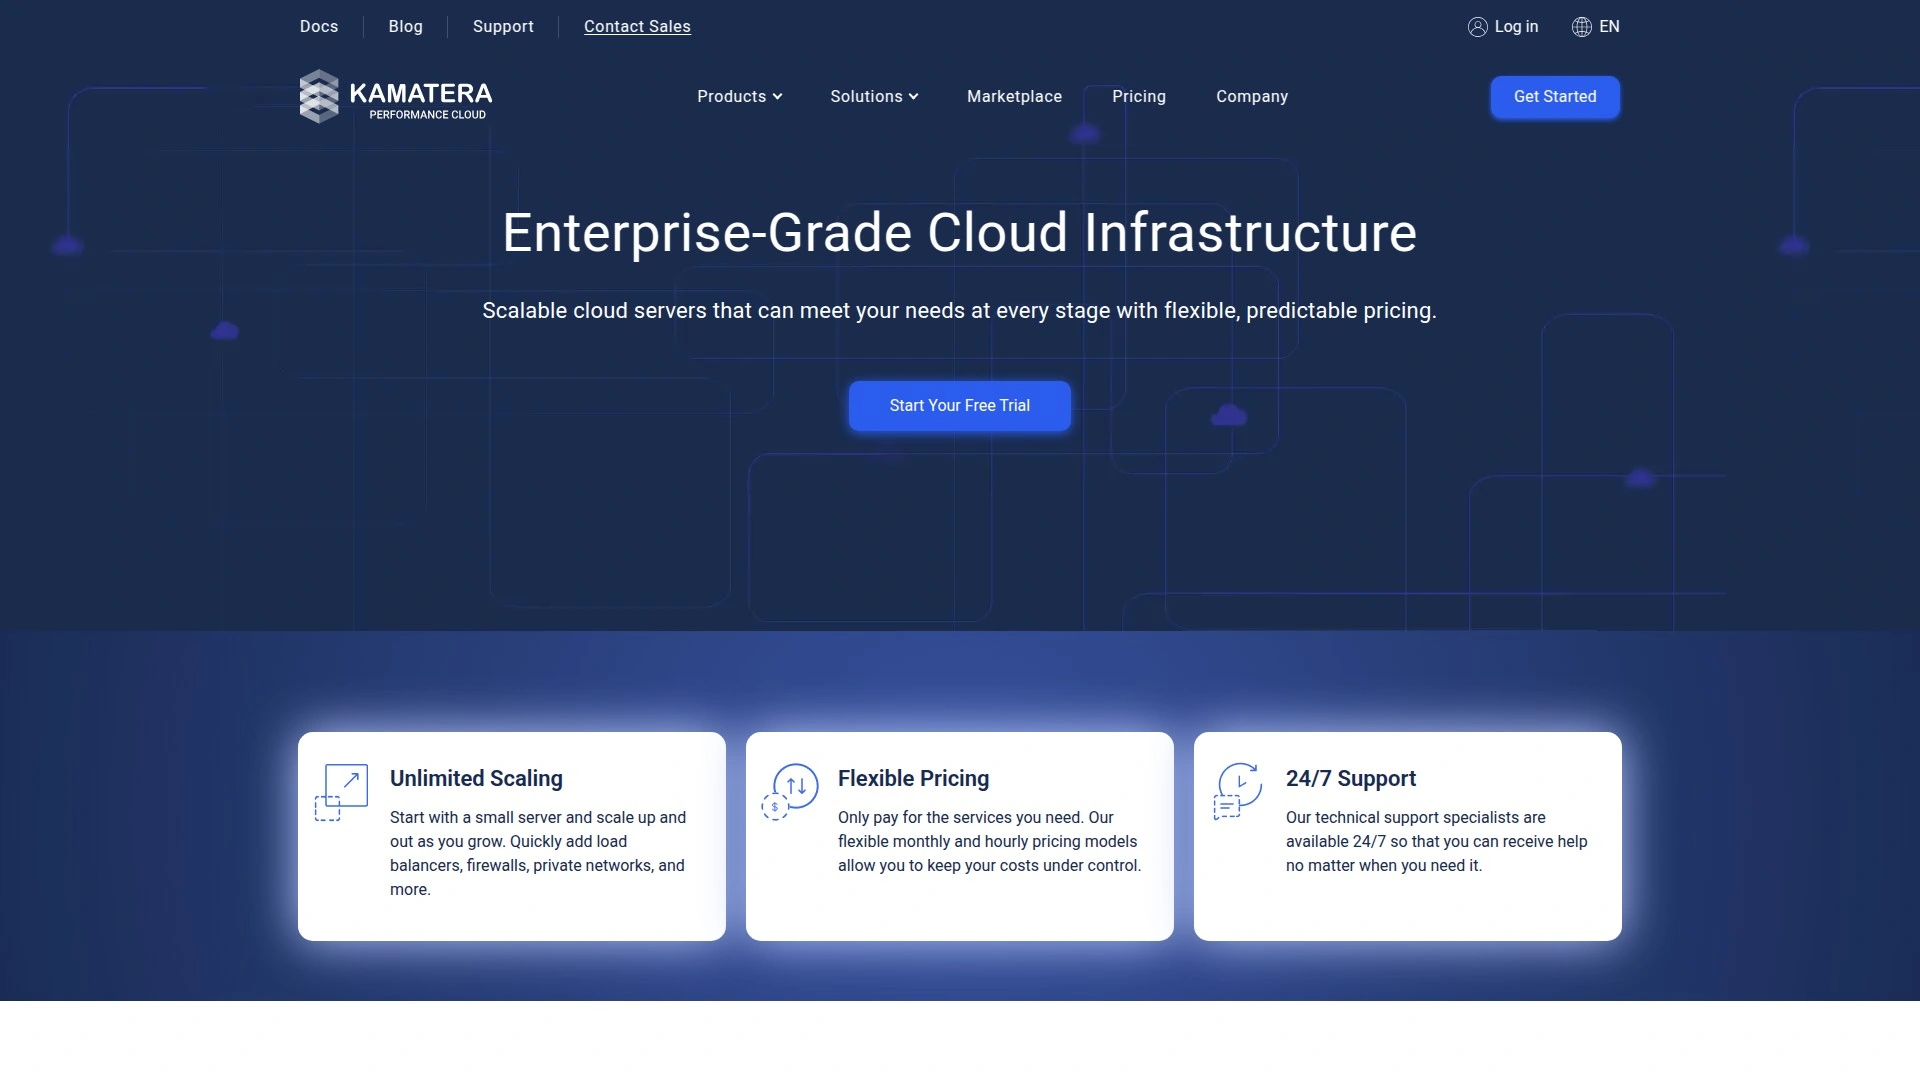 Docs
Blog
Support
Contact Sales
Log in
EN
KAMATERA
PERFORMANCE CLOUD
Products
Solutions
Marketplace
Pricing
Company
Get Started
Enterprise-Grade Cloud Infrastructure
Scalable cloud servers that can meet your needs at every stage with flexible, predictable pricing.
Start Your Free Trial
Unlimited Scaling
Start with a small server and scale up and
out as you grow. Quickly add load
balancers, firewalls, private networks, and
more.
$
Flexible Pricing
Only pay for the services you need. Our
flexible monthly and hourly pricing models
allow you to keep your costs under control.
24/7 Support
Our technical support specialists are
available 24/7 so that you can receive help
no matter when you need it.